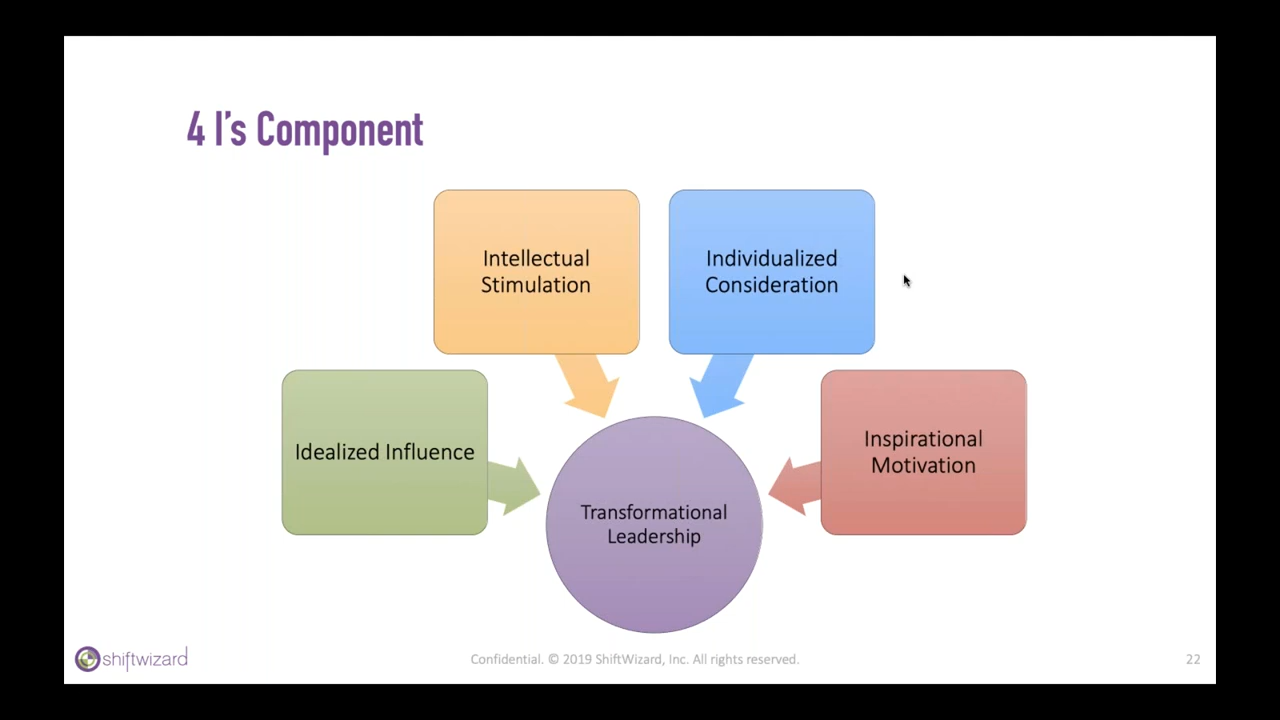 4 I's Component
Intellectual
Stimulation
Individualized
Consideration
Idealized Influence
Inspirational
Motivation
Transformational
Leadership
shiftwizard
Confidential. © 2019 ShiftWizard, Inc. All rights reserved.
22